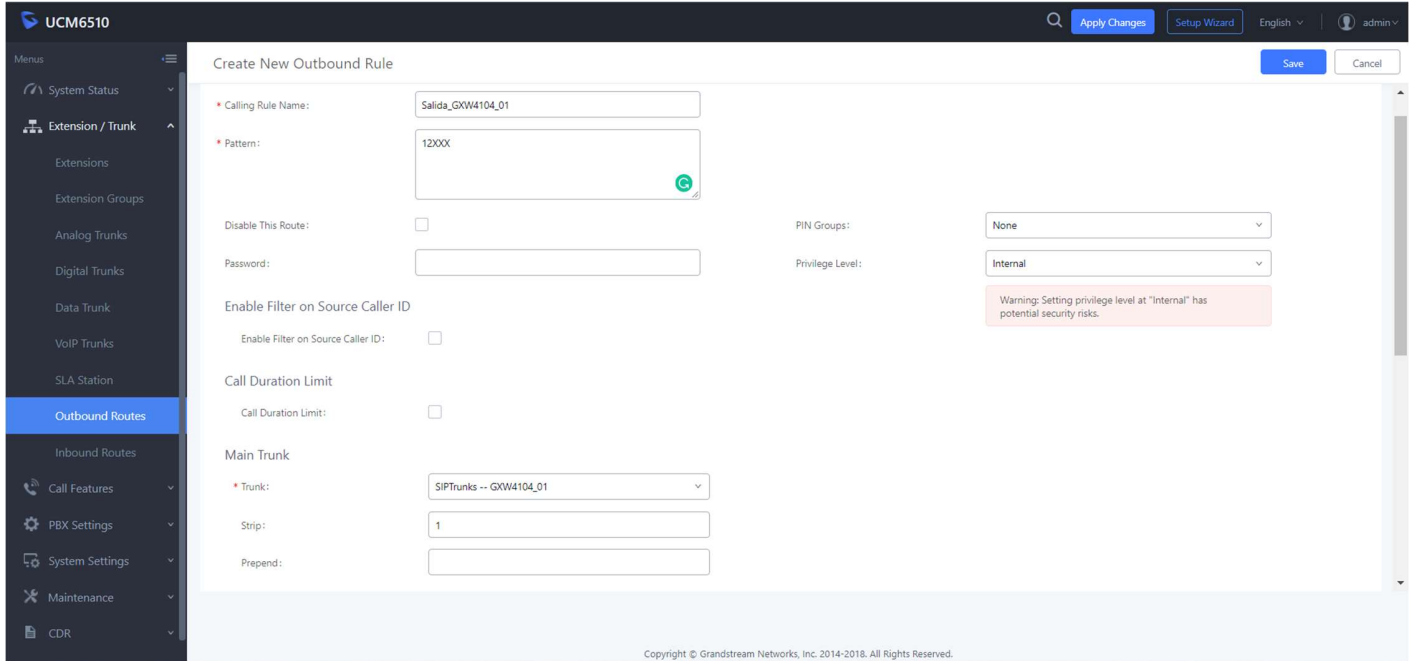 UCM6510
Apply Changes
Setup Wizard
English
admin
Menus
Create New Outbound Rule
Save
Cancel
System Status
Extension / Trunk
Extensions
Extension Groups
Analog Trunks
Digital Trunks
Data Trunk
VoIP Trunks
SLA Station
Outbound Routes
Inbound Routes
Call Features
PBX Settings
System Settings
Maintenance
CDR
* Calling Rule Name: Salida_GXW4104_01
* Pattern: 12XXX
Disable This Route:
PIN Groups: None
Password:
Privilege Level: Internal
Warning: Setting privilege level at "Internal" has
potential security risks.
Enable Filter on Source Caller ID
Enable Filter on Source Caller ID:
Call Duration Limit
Call Duration Limit:
Main Trunk
* Trunk: SIPTrunks -- GXW4104_01
Strip: 1
Prepend:
Copyright © Grandstream Networks, Inc. 2014-2018. All Rights Reserved.